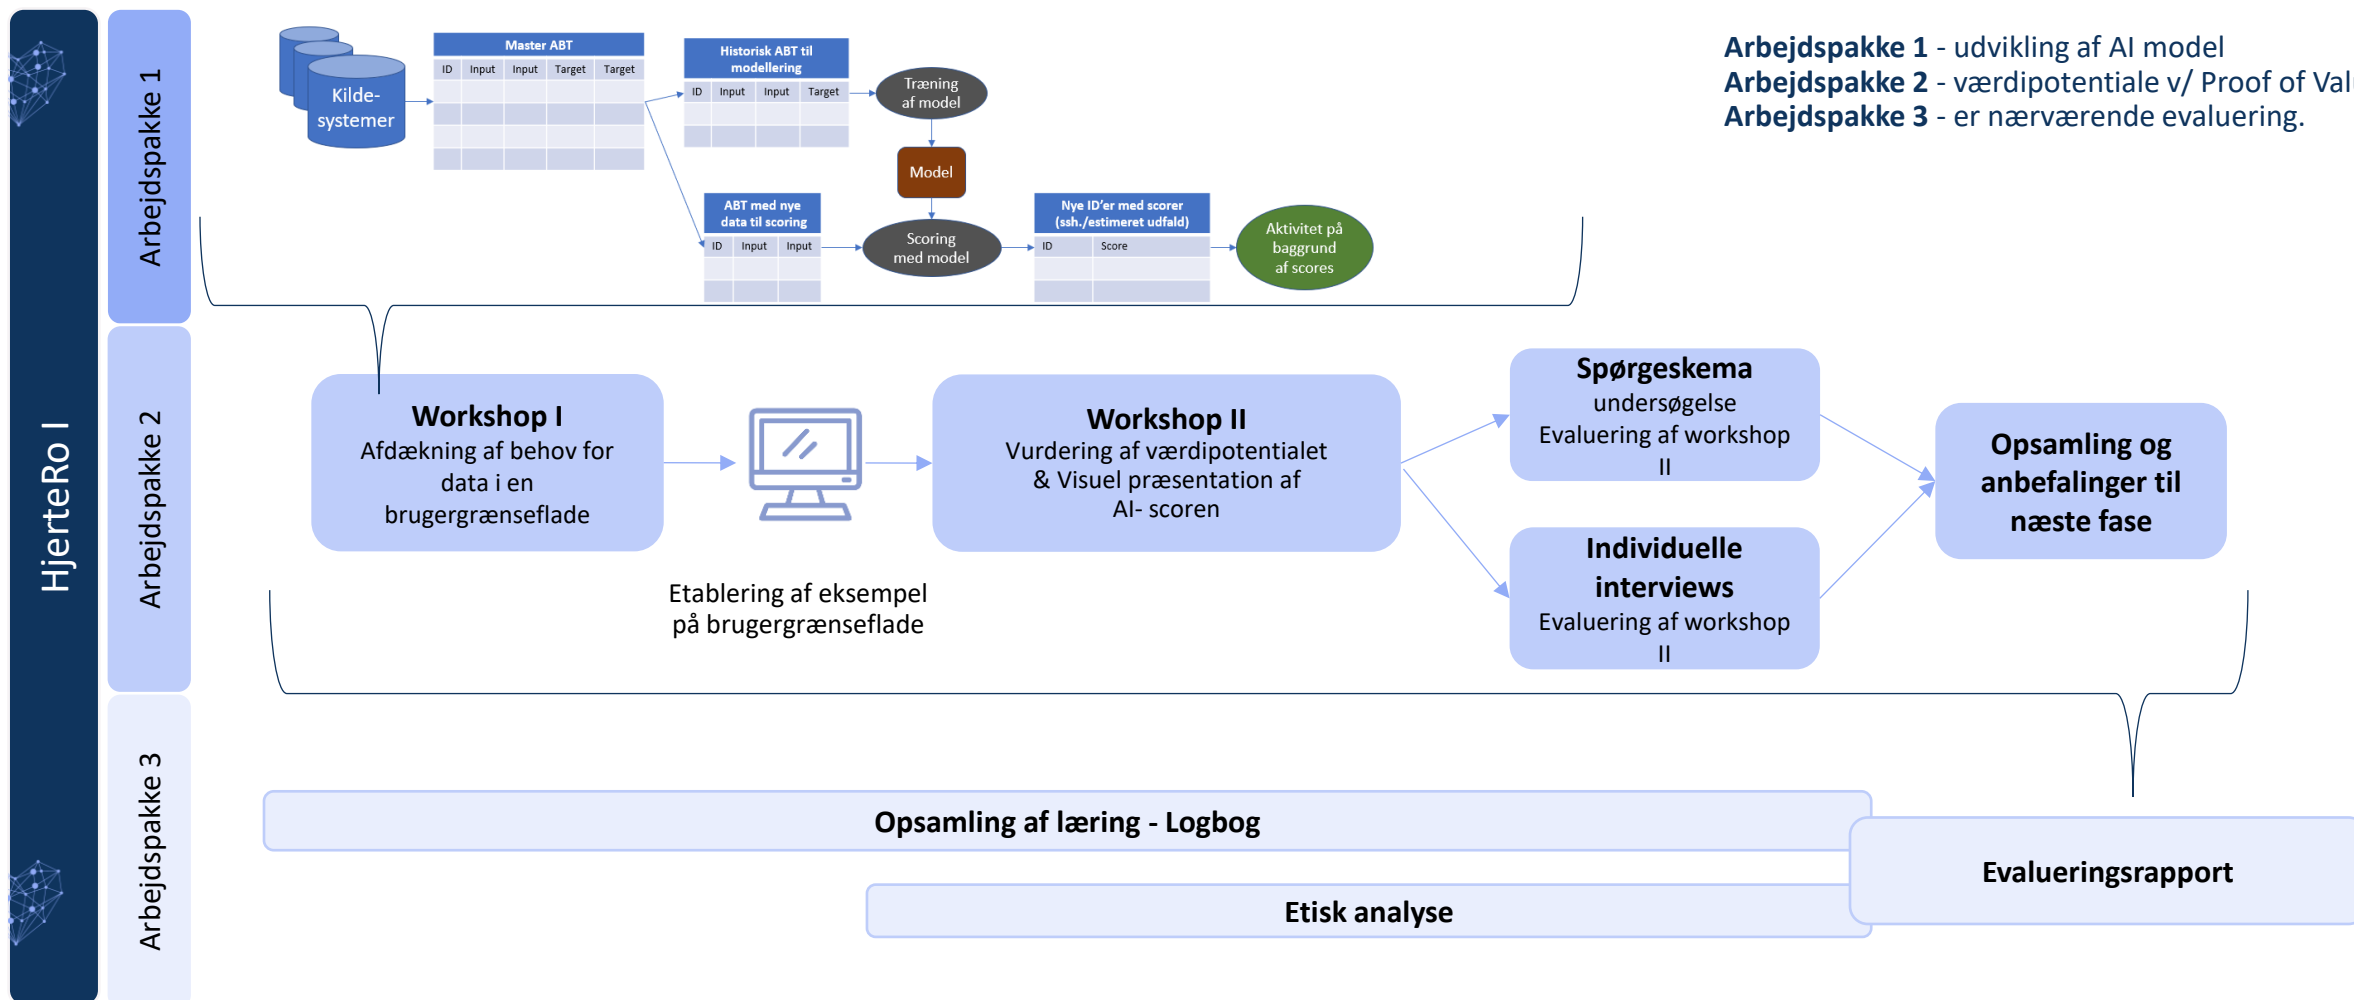 HjerteRo I
Arbejdspakke 1
Kilde-
systemer
Master ABT
ID Input Input Target Target
Historisk ABT til
modellering
ID Input Input Target
Træning
af model
Model
ABT med nye
data til scoring
ID Input Input
Scoring
med model
Nye ID'er med scorer
(ssh./estimeret udfald)
ID Score
Aktivitet på
baggrund
af scores
Arbejdspakke 1 - udvikling af AI model
Arbejdspakke 2 - værdipotentiale v/ Proof of Valu
Arbejdspakke 3 - er nærværende evaluering.
Arbejdspakke 2
Workshop I
Afdækning af behov for
data i en
brugergrænseflade
Etablering af eksempel
på brugergrænseflade
Workshop II
Vurdering af værdipotentialet
& Visuel præsentation af
AI- scoren
Spørgeskema
undersøgelse
Evaluering af workshop
II
Individuelle
interviews
Evaluering af workshop
II
Opsamling og
anbefalinger til
næste fase
Arbejdspakke 3
Opsamling af læring - Logbog
Etisk analyse
Evalueringsrapport